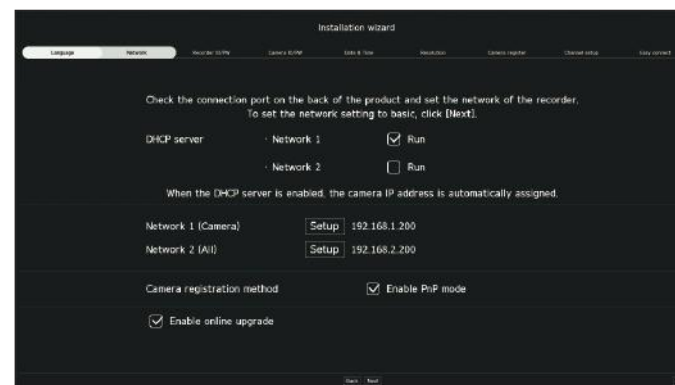 Installation wizard
Language Network Recorder ID/PW Camera ID/PW Date & Time Resolution Camera register Channel setup Easy connect
Check the connection port on the back of the product and set the network of the recorder.
To set the network setting to basic, click [Next].
DHCP server · Network 1 Run
· Network 2 Run
When the DHCP server is enabled, the camera IP address is automatically assigned.
Network 1 (Camera) Setup 192.168.1.200
Network 2 (All) Setup 192.168.2.200
Camera registration method Enable PnP mode
Enable online upgrade
Back Next